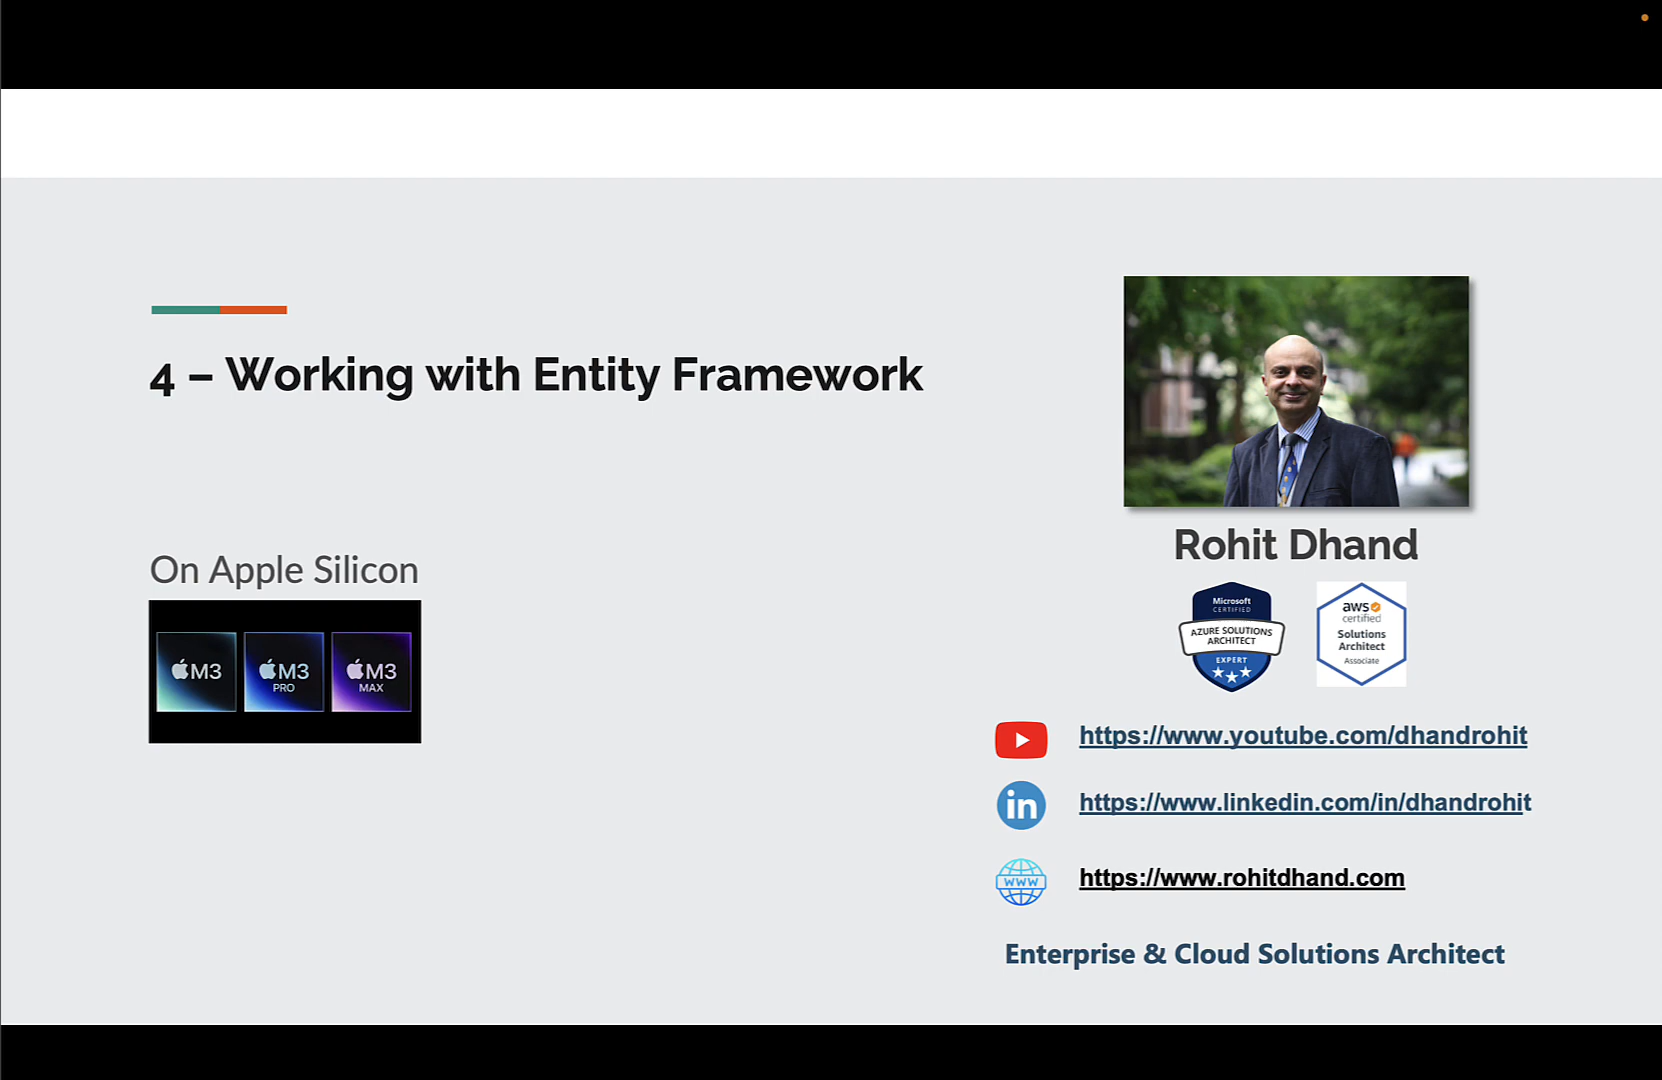 4 – Working with Entity Framework
On Apple Silicon
M3
M3
PRO
M3
MAX
Rohit Dhand
Microsoft
CERTIFIED
AZURE SOLUTIONS
ARCHITECT
EXPERT
aws
certified
Solutions
Architect
Associate
https://www.youtube.com/dhandrohit
in
https://www.linkedin.com/in/dhandrohit
www
https://www.rohitdhand.com
Enterprise & Cloud Solutions Architect